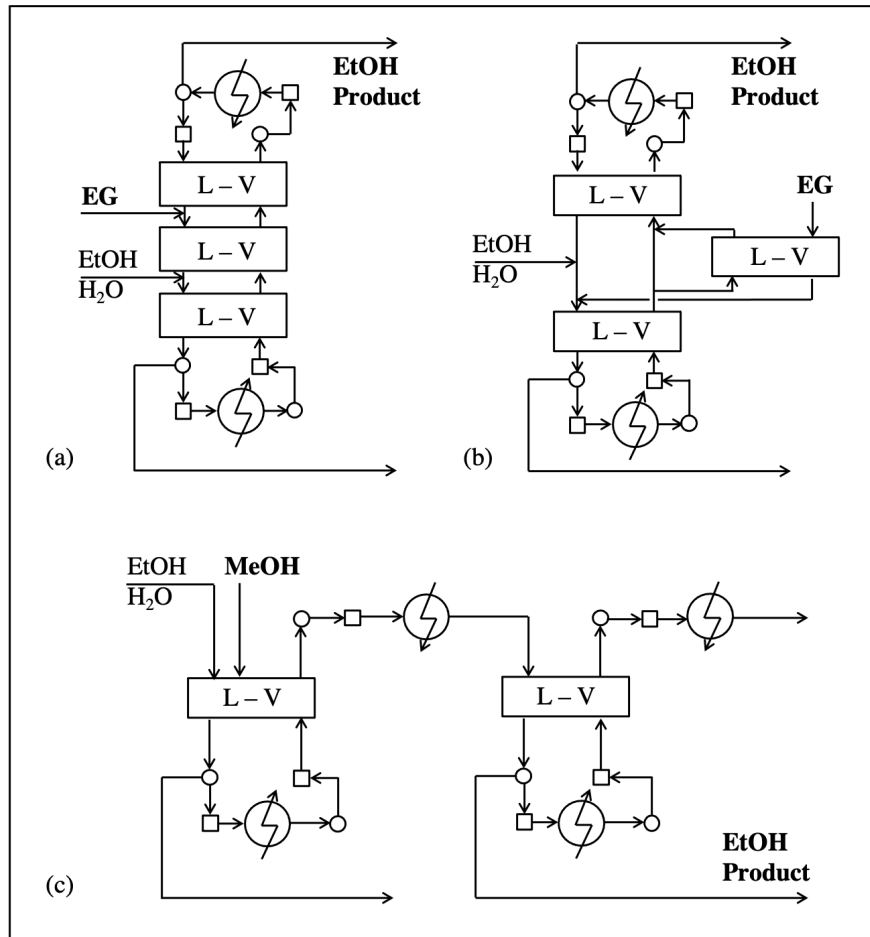 EtOH
Product
L – V
EG
L – V
EtOH
H₂O
L – V
(a)
EtOH
Product
L – V
EG
EtOH
H₂O
L – V
L – V
(b)
EtOH
H₂O
MeOH
L – V
L – V
EtOH
Product
(c)